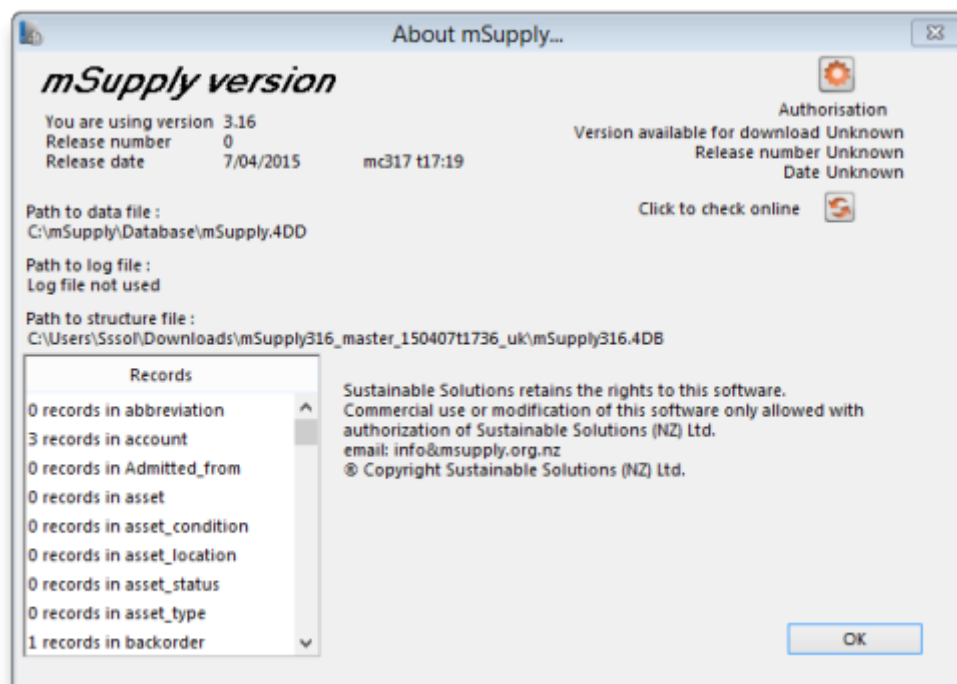 About mSupply...
mSupply version
You are using version 3.16
Release number 0
Release date 7/04/2015 mc317 t17:19
Authorisation
Version available for download Unknown
Release number Unknown
Date Unknown
Click to check online
Path to data file :
C:\mSupply\Database\mSupply.4DD
Path to log file :
Log file not used
Path to structure file :
C:\Users\Sssol\Downloads\mSupply316_master_150407t1736_uk\mSupply316.4DB
Records
0 records in abbreviation
3 records in account
0 records in Admitted_from
0 records in asset
0 records in asset_condition
0 records in asset_location
0 records in asset_status
0 records in asset_type
1 records in backorder
Sustainable Solutions retains the rights to this software.
Commercial use or modification of this software only allowed with
authorization of Sustainable Solutions (NZ) Ltd.
email: info@msupply.org.nz
® Copyright Sustainable Solutions (NZ) Ltd.
OK